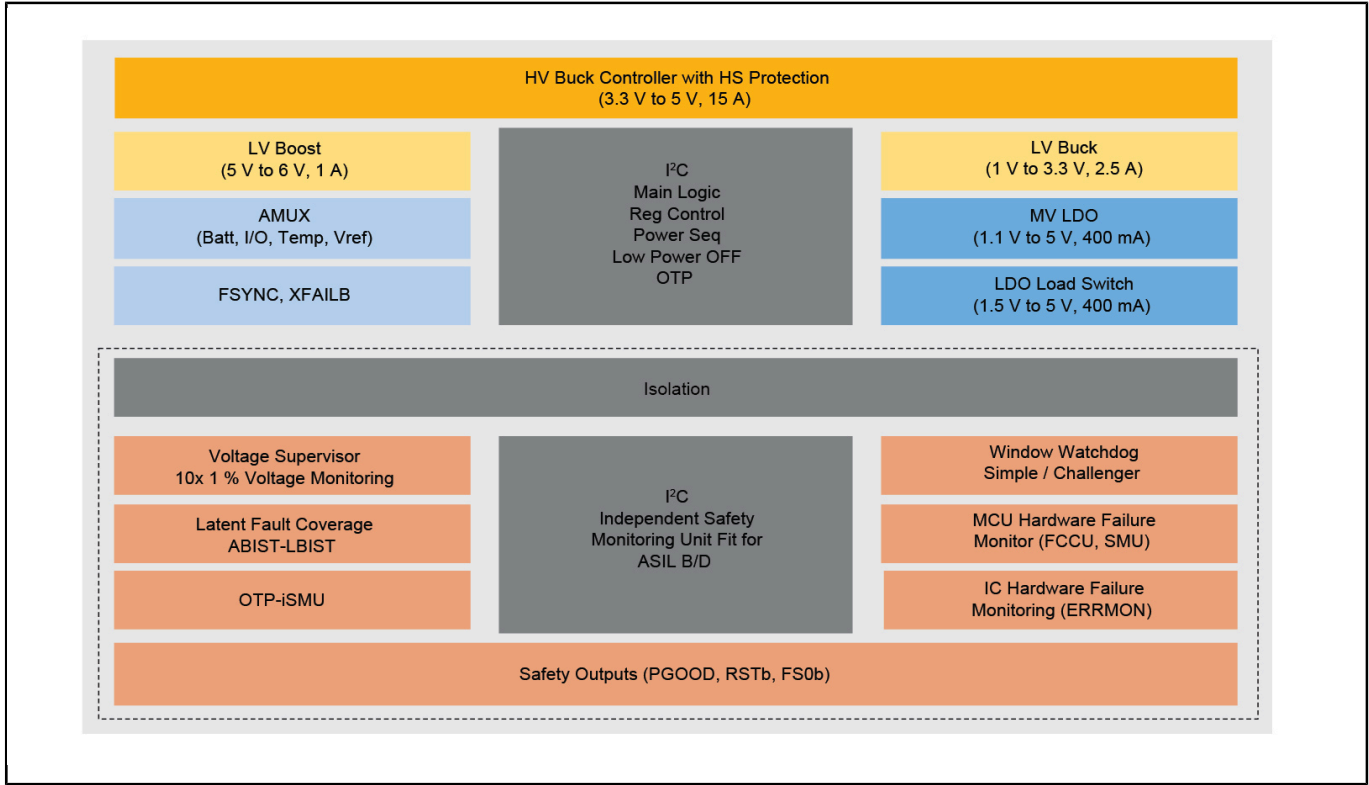 HV Buck Controller with HS Protection
(3.3 V to 5 V, 15 A)
LV Boost
(5 V to 6 V, 1 A)
AMUX
(Batt, I/O, Temp, Vref)
FSYNC, XFAILB
I²C
Main Logic
Reg Control
Power Seq
Low Power OFF
OTP
LV Buck
(1 V to 3.3 V, 2.5 A)
MV LDO
(1.1 V to 5 V, 400 mA)
LDO Load Switch
(1.5 V to 5 V, 400 mA)
Isolation
Voltage Supervisor
10x 1 % Voltage Monitoring
Latent Fault Coverage
ABIST-LBIST
OTP-iSMU
I²C
Independent Safety
Monitoring Unit Fit for
ASIL B/D
Window Watchdog
Simple / Challenger
MCU Hardware Failure
Monitor (FCCU, SMU)
IC Hardware Failure
Monitoring (ERRMON)
Safety Outputs (PGOOD, RSTb, FS0b)